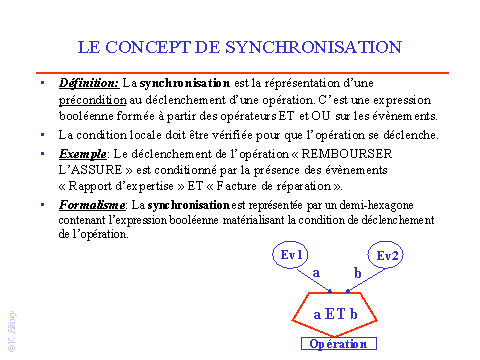 LE CONCEPT DE SYNCHRONISATION
• Définition: La synchronisation est la réprésentation d’une
précondition au déclenchement d’une opération. C’est une expression
booléenne formée à partir des opérateurs ET et OU sur les évènements.
• La condition locale doit être vérifiée pour que l’opération se déclenche.
• Exemple: Le déclenchement de l’opération « REMBOURSER
L’ASSURE » est conditionné par la présence des évènements
« Rapport d’expertise » ET « Facture de réparation ».
• Formalisme: La synchronisation est représentée par un demi-hexagone
contenant l’expression booléenne matérialisant la condition de déclenchement
de l’opération.
Ev1 Ev2
a b
a ET b
Opération